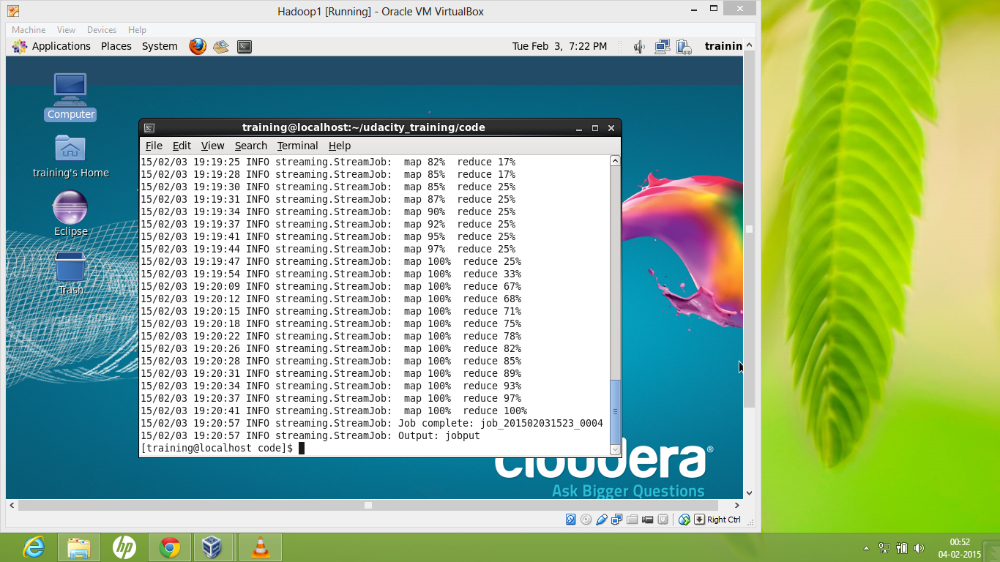 Hadoop1 [Running] - Oracle VM VirtualBox
Machine View Devices Help
Applications Places System Tue Feb 3, 7:22 PM trainin
Computer
training's Home
Eclipse
Trash
training@localhost:~/udacity_training/code
File Edit View Search Terminal Help
15/02/03 19:19:25 INFO streaming.StreamJob:  map 82%  reduce 17%
15/02/03 19:19:28 INFO streaming.StreamJob:  map 85%  reduce 17%
15/02/03 19:19:30 INFO streaming.StreamJob:  map 85%  reduce 25%
15/02/03 19:19:31 INFO streaming.StreamJob:  map 87%  reduce 25%
15/02/03 19:19:34 INFO streaming.StreamJob:  map 90%  reduce 25%
15/02/03 19:19:37 INFO streaming.StreamJob:  map 92%  reduce 25%
15/02/03 19:19:41 INFO streaming.StreamJob:  map 95%  reduce 25%
15/02/03 19:19:44 INFO streaming.StreamJob:  map 97%  reduce 25%
15/02/03 19:19:47 INFO streaming.StreamJob:  map 100%  reduce 25%
15/02/03 19:19:54 INFO streaming.StreamJob:  map 100%  reduce 33%
15/02/03 19:20:09 INFO streaming.StreamJob:  map 100%  reduce 67%
15/02/03 19:20:12 INFO streaming.StreamJob:  map 100%  reduce 68%
15/02/03 19:20:15 INFO streaming.StreamJob:  map 100%  reduce 71%
15/02/03 19:20:18 INFO streaming.StreamJob:  map 100%  reduce 75%
15/02/03 19:20:22 INFO streaming.StreamJob:  map 100%  reduce 78%
15/02/03 19:20:26 INFO streaming.StreamJob:  map 100%  reduce 82%
15/02/03 19:20:28 INFO streaming.StreamJob:  map 100%  reduce 85%
15/02/03 19:20:31 INFO streaming.StreamJob:  map 100%  reduce 89%
15/02/03 19:20:34 INFO streaming.StreamJob:  map 100%  reduce 93%
15/02/03 19:20:37 INFO streaming.StreamJob:  map 100%  reduce 97%
15/02/03 19:20:41 INFO streaming.StreamJob:  map 100%  reduce 100%
15/02/03 19:20:57 INFO streaming.StreamJob: Job complete: job_201502031523_0004
15/02/03 19:20:57 INFO streaming.StreamJob: Output: jobput
[training@localhost code]$
cloudera®
Ask Bigger Questions
Right Ctrl
hp
00:52
04-02-2015